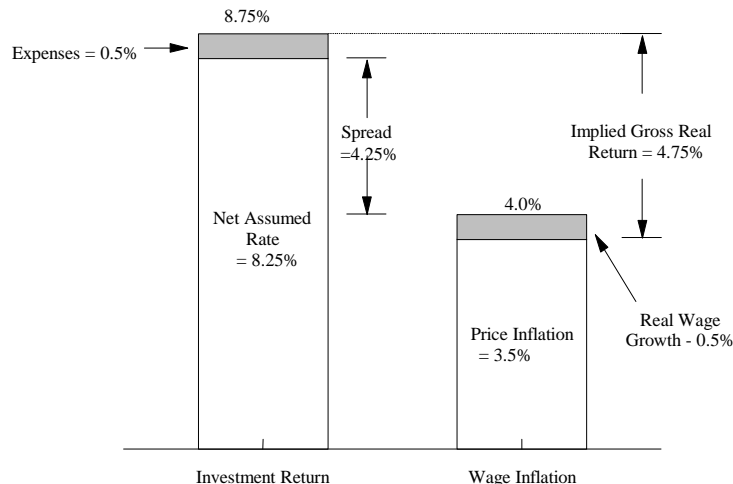 8.75%
Expenses = 0.5%
Spread
=4.25%
Implied Gross Real
Return = 4.75%
4.0%
Net Assumed
Rate
= 8.25%
Price Inflation
= 3.5%
Real Wage
Growth - 0.5%
Investment Return
Wage Inflation